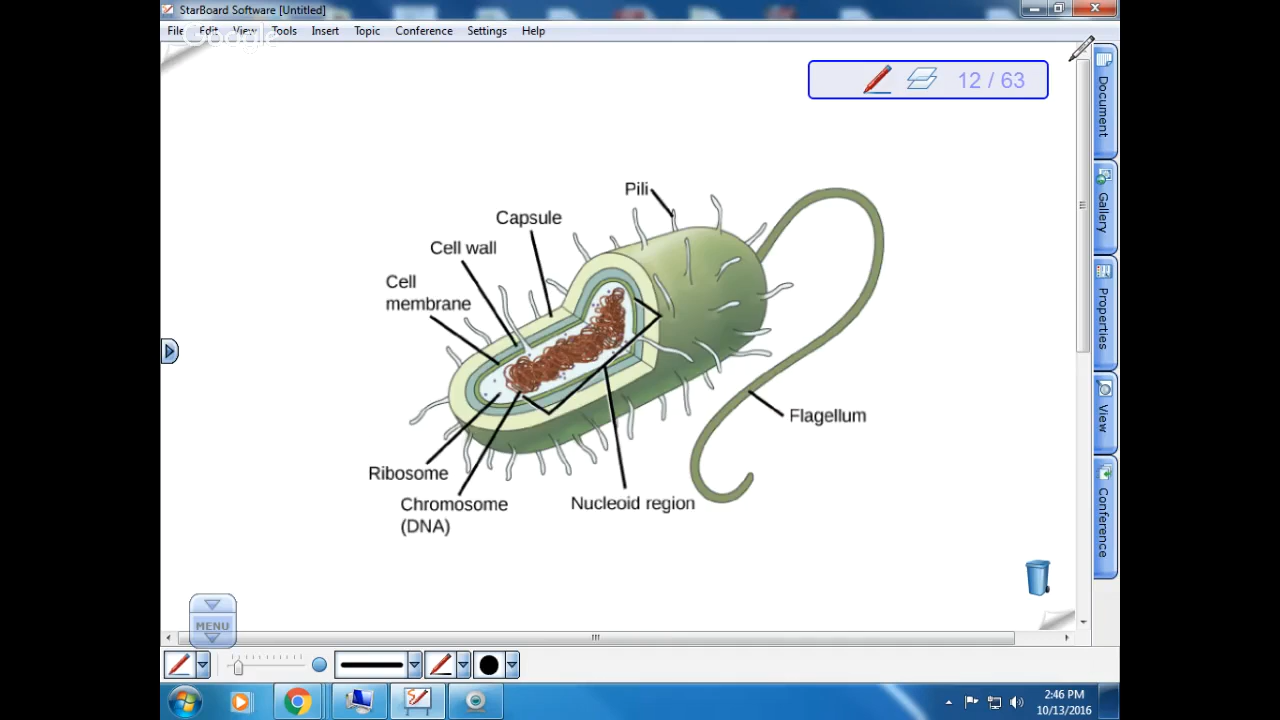 StarBoard Software [Untitled]
File Edit View Tools Insert Topic Conference Settings Help
Google
12 / 63
Document
Gallery
Properties
View
Conference
Pili
Capsule
Cell wall
Cell
membrane
Flagellum
Ribosome
Chromosome
(DNA)
Nucleoid region
MENU
2:46 PM
10/13/2016